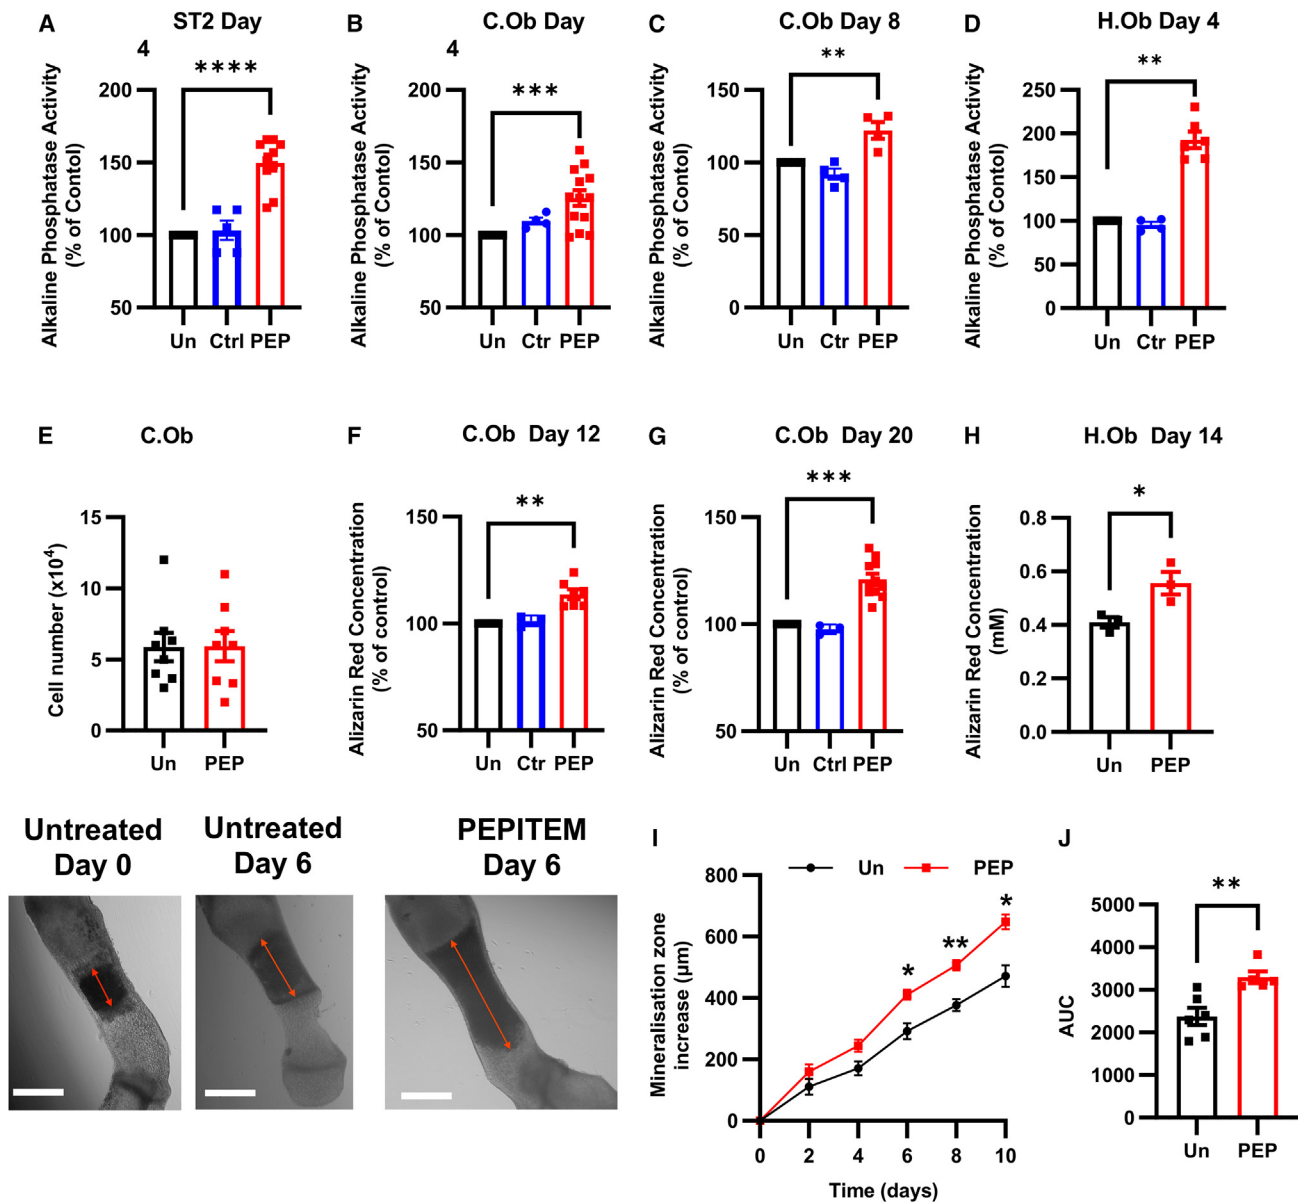 A
ST2 Day
4
****
Alkaline Phosphatase Activity
(% of Contol)
200
150
100
50
Un Ctrl PEP
B
C.Ob Day
4
***
Alkaline Phosphatase Activity
(% of Contol)
200
150
100
50
Un Ctr PEP
C
C.Ob Day 8
**
Alkaline Phosphatase Activity
(% of Contol)
150
100
50
0
Un Ctr PEP
D
H.Ob Day 4
**
Alkaline Phosphatase Activity
(% of Contol)
250
200
150
100
50
0
Un Ctr PEP
E
C.Ob
Cell number (x10⁴)
15
10
5
0
Un PEP
F
C.Ob Day 12
**
Alizarin Red Concentration
(% of control)
150
100
50
Un Ctr PEP
G
C.Ob Day 20
***
Alizarin Red Concentration
(% of control)
150
100
50
Un Ctrl PEP
H
H.Ob Day 14
*
Alizarin Red Concentration
(mM)
0.8
0.6
0.4
0.2
0.0
Un PEP
Untreated
Day 0
Untreated
Day 6
PEPITEM
Day 6
I
Un PEP
Mineralisation zone
increase (µm)
800
600
400
200
0
*
**
*
0 2 4 6 8 10
Time (days)
J
**
AUC
5000
4000
3000
2000
1000
0
Un PEP